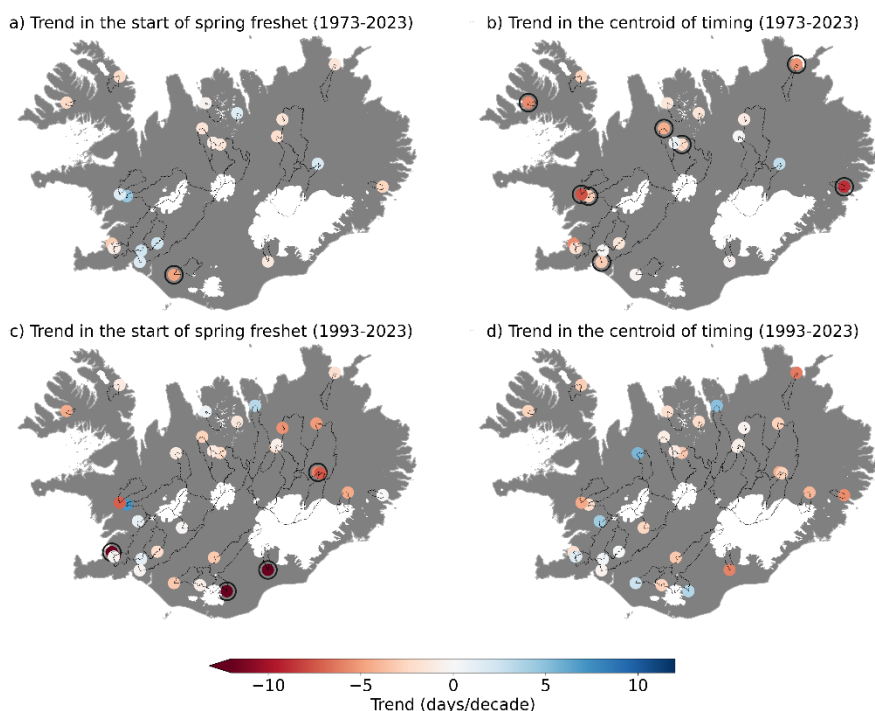 a) Trend in the start of spring freshet (1973-2023)
b) Trend in the centroid of timing (1973-2023)
c) Trend in the start of spring freshet (1993-2023)
d) Trend in the centroid of timing (1993-2023)
−10 −5 0 5 10
Trend (days/decade)